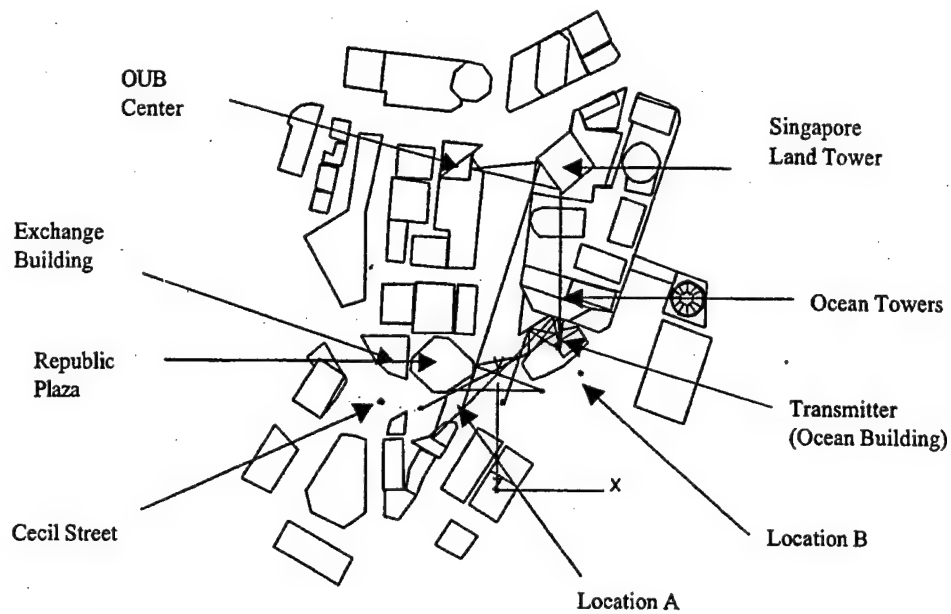 OUB
Center
Singapore
Land Tower
Exchange
Building
Ocean Towers
Republic
Plaza
Transmitter
(Ocean Building)
Cecil Street
Location B
Location A
X